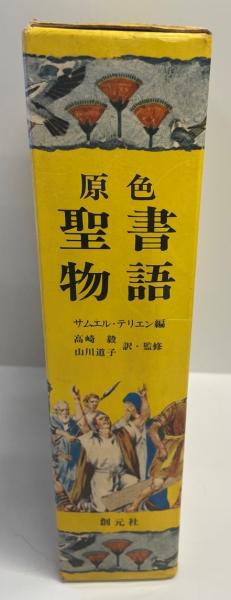 原色
聖書
物語
サムエル・テリエン編
高崎 毅
山川道子
訳・監修
創元社